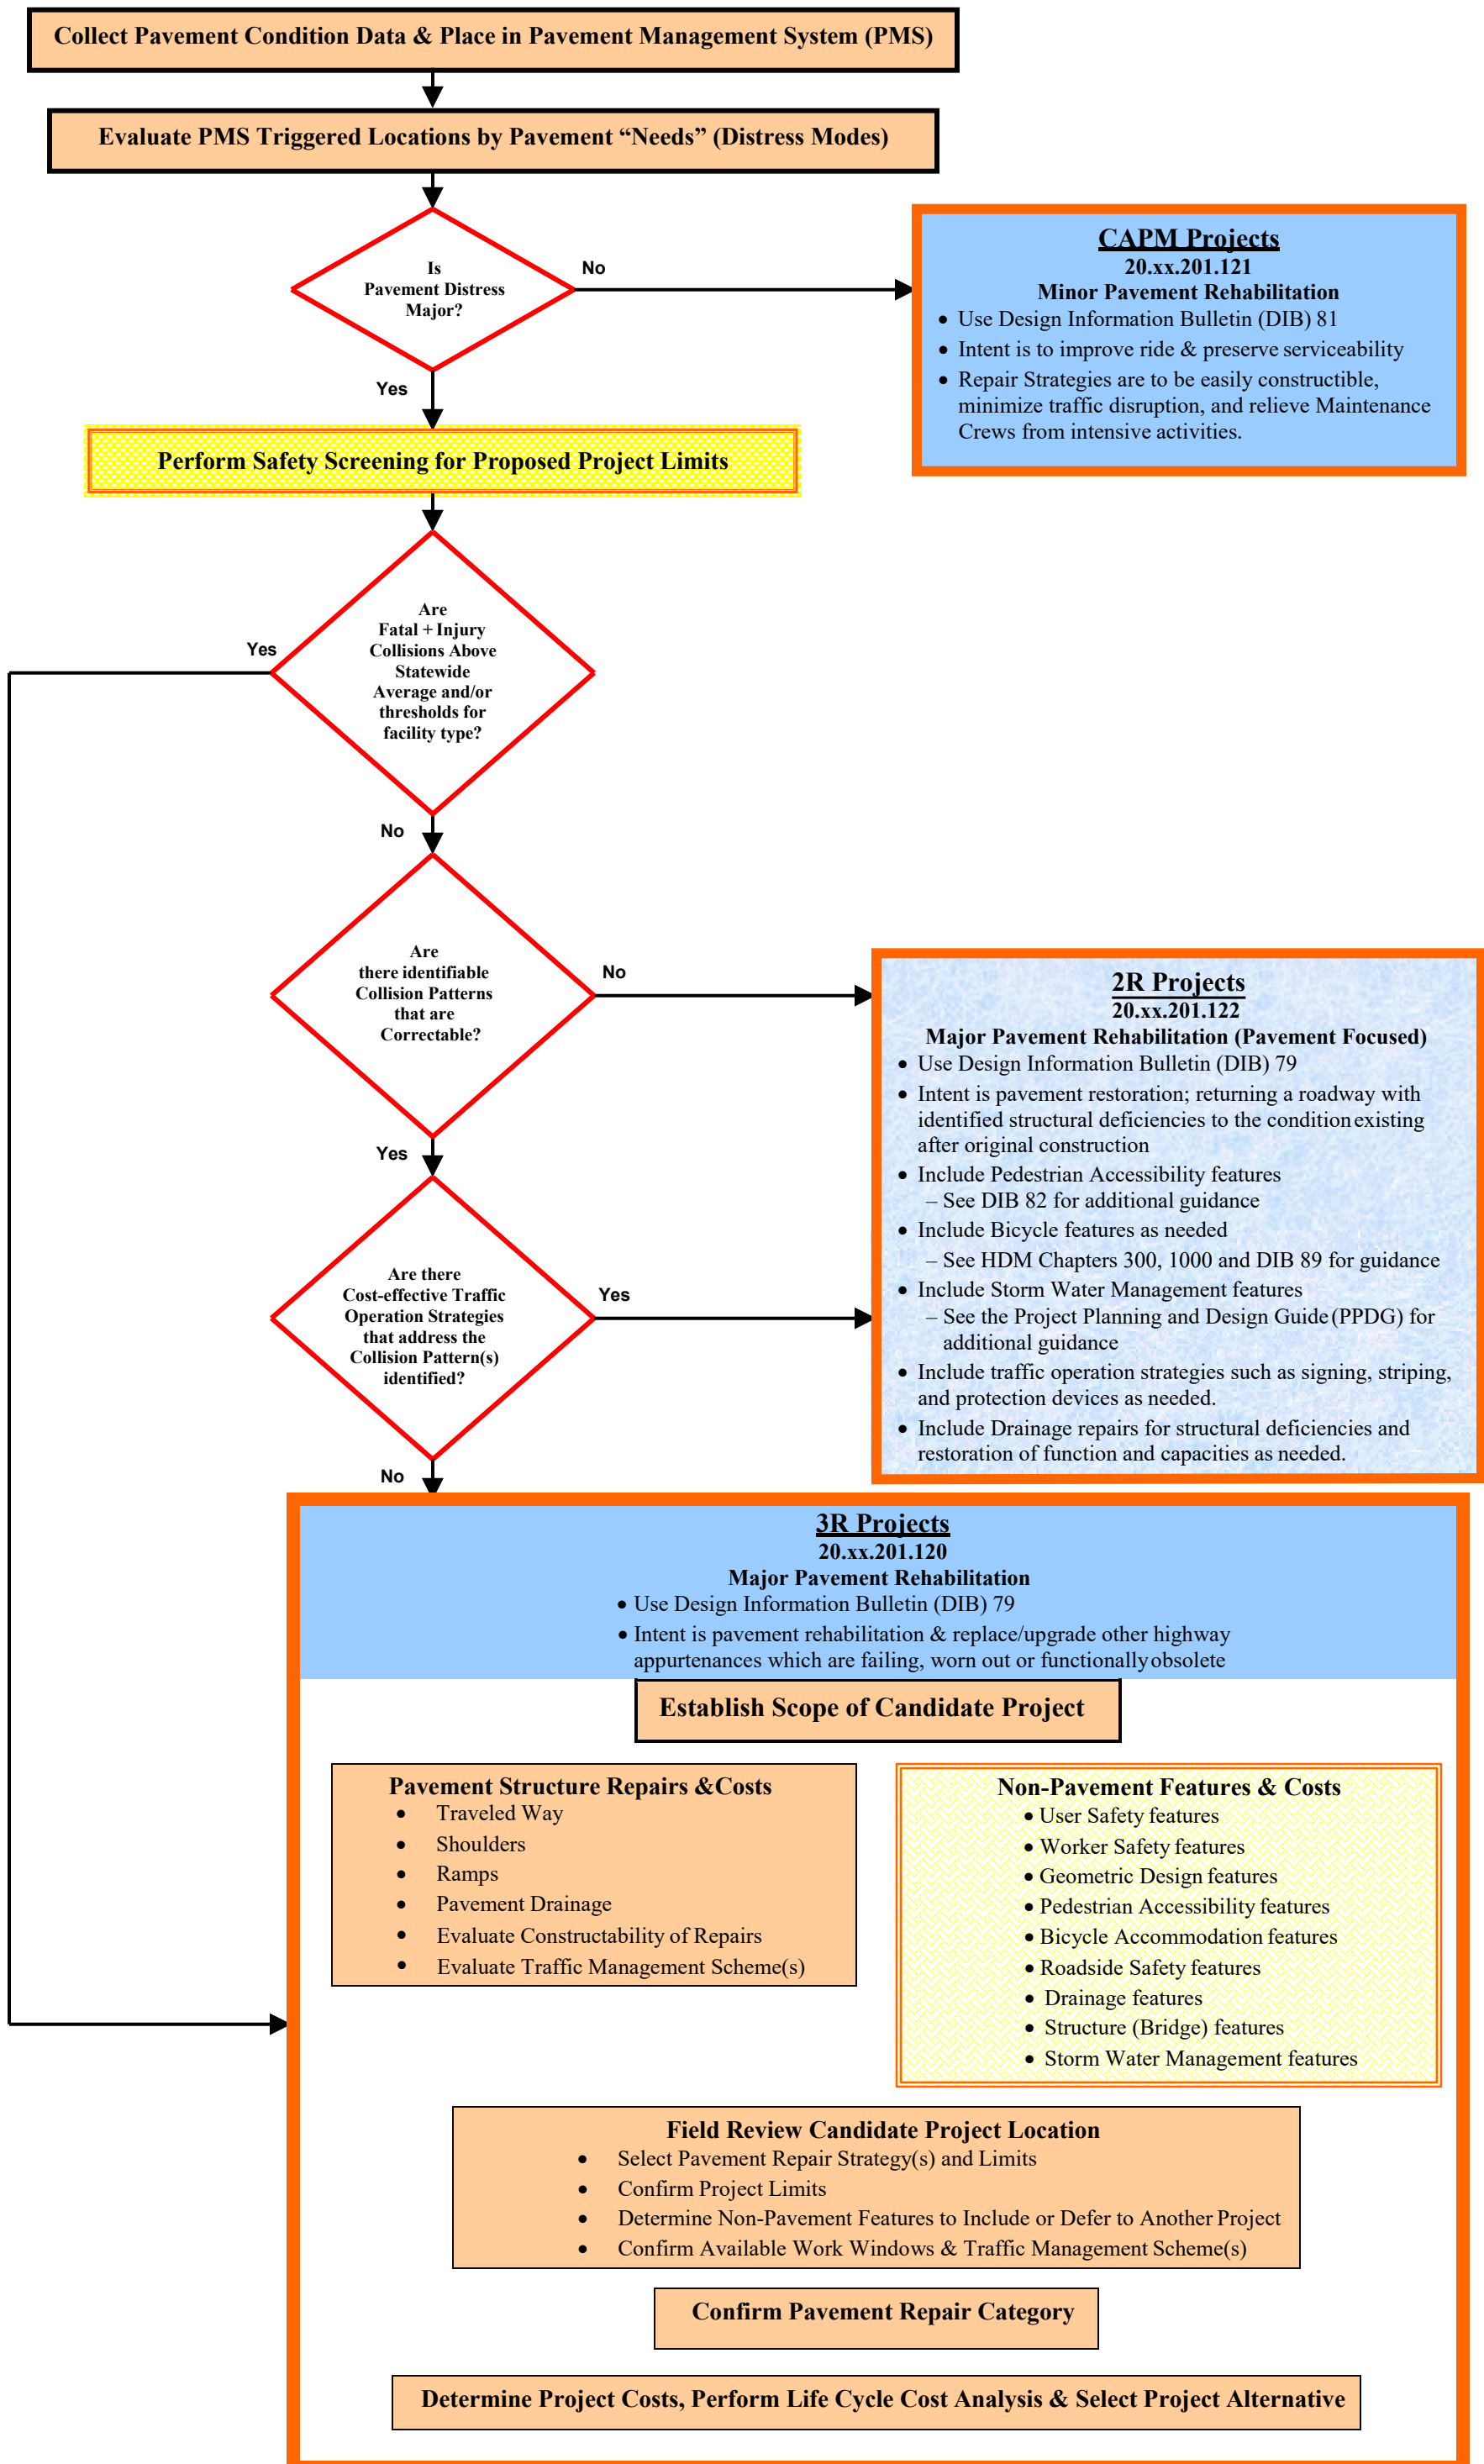 Collect Pavement Condition Data & Place in Pavement Management System (PMS)
Evaluate PMS Triggered Locations by Pavement “Needs” (Distress Modes)
Is
Pavement Distress
Major?
No
Yes
CAPM Projects
20.xx.201.121
Minor Pavement Rehabilitation
• Use Design Information Bulletin (DIB) 81
• Intent is to improve ride & preserve serviceability
• Repair Strategies are to be easily constructible,
minimize traffic disruption, and relieve Maintenance
Crews from intensive activities.
Perform Safety Screening for Proposed Project Limits
Are
Fatal + Injury
Collisions Above
Statewide
Average and/or
thresholds for
facility type?
Yes
No
Are
there identifiable
Collision Patterns
that are
Correctable?
No
Yes
2R Projects
20.xx.201.122
Major Pavement Rehabilitation (Pavement Focused)
• Use Design Information Bulletin (DIB) 79
• Intent is pavement restoration; returning a roadway with
identified structural deficiencies to the condition existing
after original construction
• Include Pedestrian Accessibility features
– See DIB 82 for additional guidance
• Include Bicycle features as needed
– See HDM Chapters 300, 1000 and DIB 89 for guidance
• Include Storm Water Management features
– See the Project Planning and Design Guide (PPDG) for
additional guidance
• Include traffic operation strategies such as signing, striping,
and protection devices as needed.
• Include Drainage repairs for structural deficiencies and
restoration of function and capacities as needed.
Are there
Cost-effective Traffic
Operation Strategies
that address the
Collision Pattern(s)
identified?
Yes
No
3R Projects
20.xx.201.120
Major Pavement Rehabilitation
• Use Design Information Bulletin (DIB) 79
• Intent is pavement rehabilitation & replace/upgrade other highway
appurtenances which are failing, worn out or functionally obsolete
Establish Scope of Candidate Project
Pavement Structure Repairs &Costs
• Traveled Way
• Shoulders
• Ramps
• Pavement Drainage
• Evaluate Constructability of Repairs
• Evaluate Traffic Management Scheme(s)
Non-Pavement Features & Costs
• User Safety features
• Worker Safety features
• Geometric Design features
• Pedestrian Accessibility features
• Bicycle Accommodation features
• Roadside Safety features
• Drainage features
• Structure (Bridge) features
• Storm Water Management features
Field Review Candidate Project Location
• Select Pavement Repair Strategy(s) and Limits
• Confirm Project Limits
• Determine Non-Pavement Features to Include or Defer to Another Project
• Confirm Available Work Windows & Traffic Management Scheme(s)
Confirm Pavement Repair Category
Determine Project Costs, Perform Life Cycle Cost Analysis & Select Project Alternative